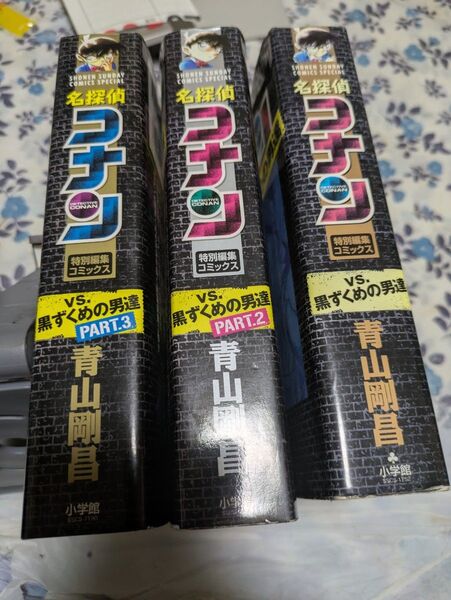 SHONEN SUNDAY
COMICS SPECIAL
名探偵
コナン
DETECTIVE
CONAN
特別編集
コミックス
vs.
黒ずくめの男達
PART.3
青山剛昌
小学館
SHONEN SUNDAY
COMICS SPECIAL
名探偵
コナン
DETECTIVE
CONAN
特別編集
コミックス
vs.
黒ずくめの男達
PART.2
青山剛昌
小学館
SHONEN SUNDAY
COMICS SPECIAL
名探偵
コナン
DETECTIVE
CONAN
特別編集
コミックス
vs.
黒ずくめの男達
青山剛昌
小学館